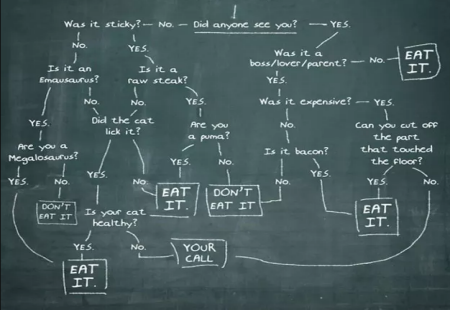 Was it sticky? — No. — Did anyone see you? — YES.
No.
YES.
Was it a
boss/lover/parent? — No. — EAT
IT.
Is it an
Emausaurus?
Is it a
raw steak?
YES.
No.
No.
YES.
Was it expensive? — YES.
YES.
Did the cat
lick it?
Are you
a puma?
No.
Can you cut off
the part
that touched
the floor?
Are you a
Megalosaurus?
YES.
No.
Is it bacon?
YES.
No.
YES.
No.
No.
YES.
YES.
No.
DON'T
EAT IT
EAT
IT.
DON'T
EAT IT
EAT
IT.
Is your cat
healthy?
YES.
No.
YOUR
CALL
EAT
IT.